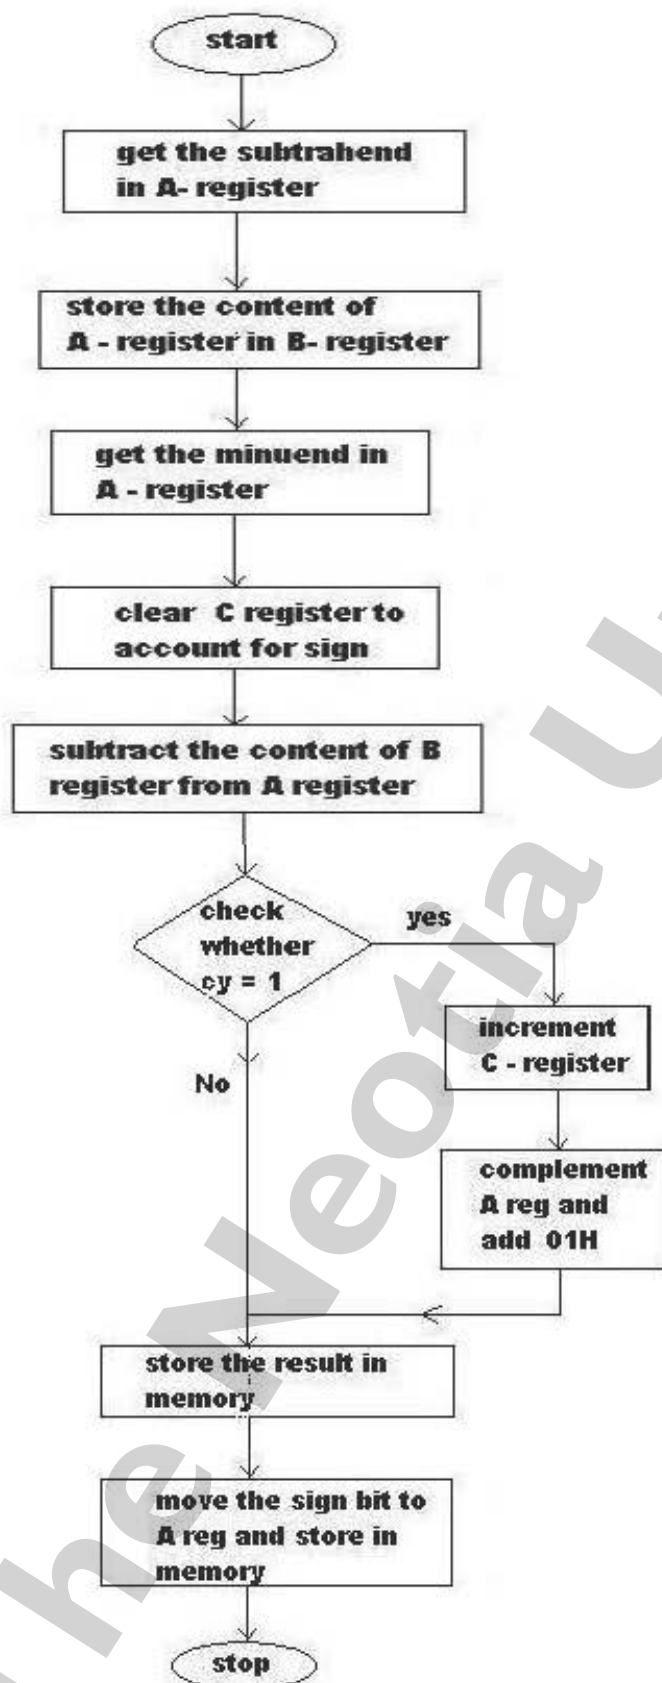 start
get the subtrahend
in A- register
store the content of
A - register in B- register
get the minuend in
A - register
clear C register to
account for sign
subtract the content of B
register from A register
check
whether
cy = 1
yes
increment
C - register
No
complement
A reg and
add 01H
store the result in
memory
move the sign bit to
A reg and store in
memory
stop
The Neotia U